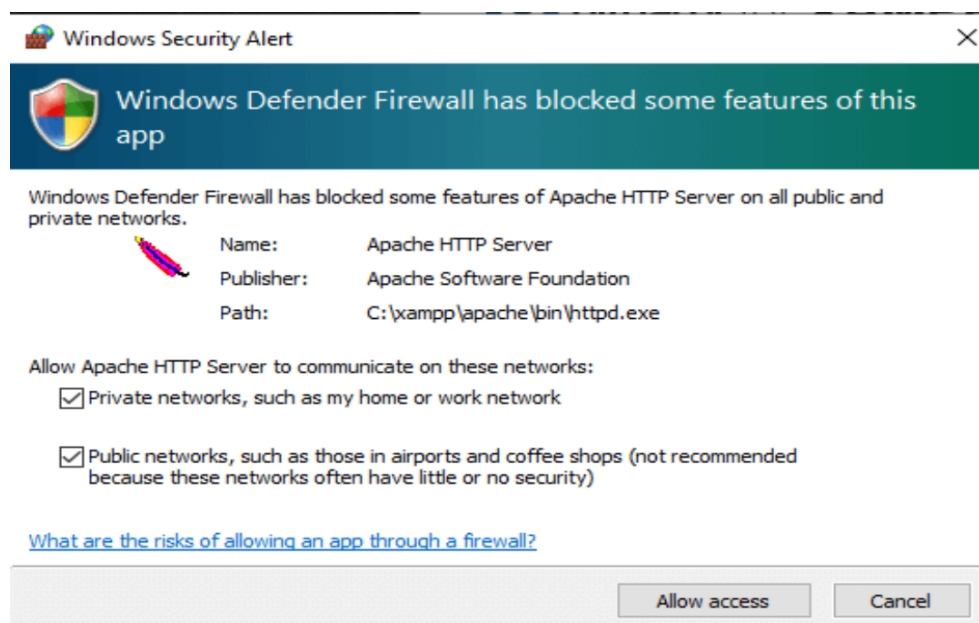 Windows Security Alert
Windows Defender Firewall has blocked some features of this
app
Windows Defender Firewall has blocked some features of Apache HTTP Server on all public and
private networks.
Name: Apache HTTP Server
Publisher: Apache Software Foundation
Path: C:\xampp\apache\bin\httpd.exe
Allow Apache HTTP Server to communicate on these networks:
Private networks, such as my home or work network
Public networks, such as those in airports and coffee shops (not recommended
because these networks often have little or no security)
What are the risks of allowing an app through a firewall?
Allow access Cancel